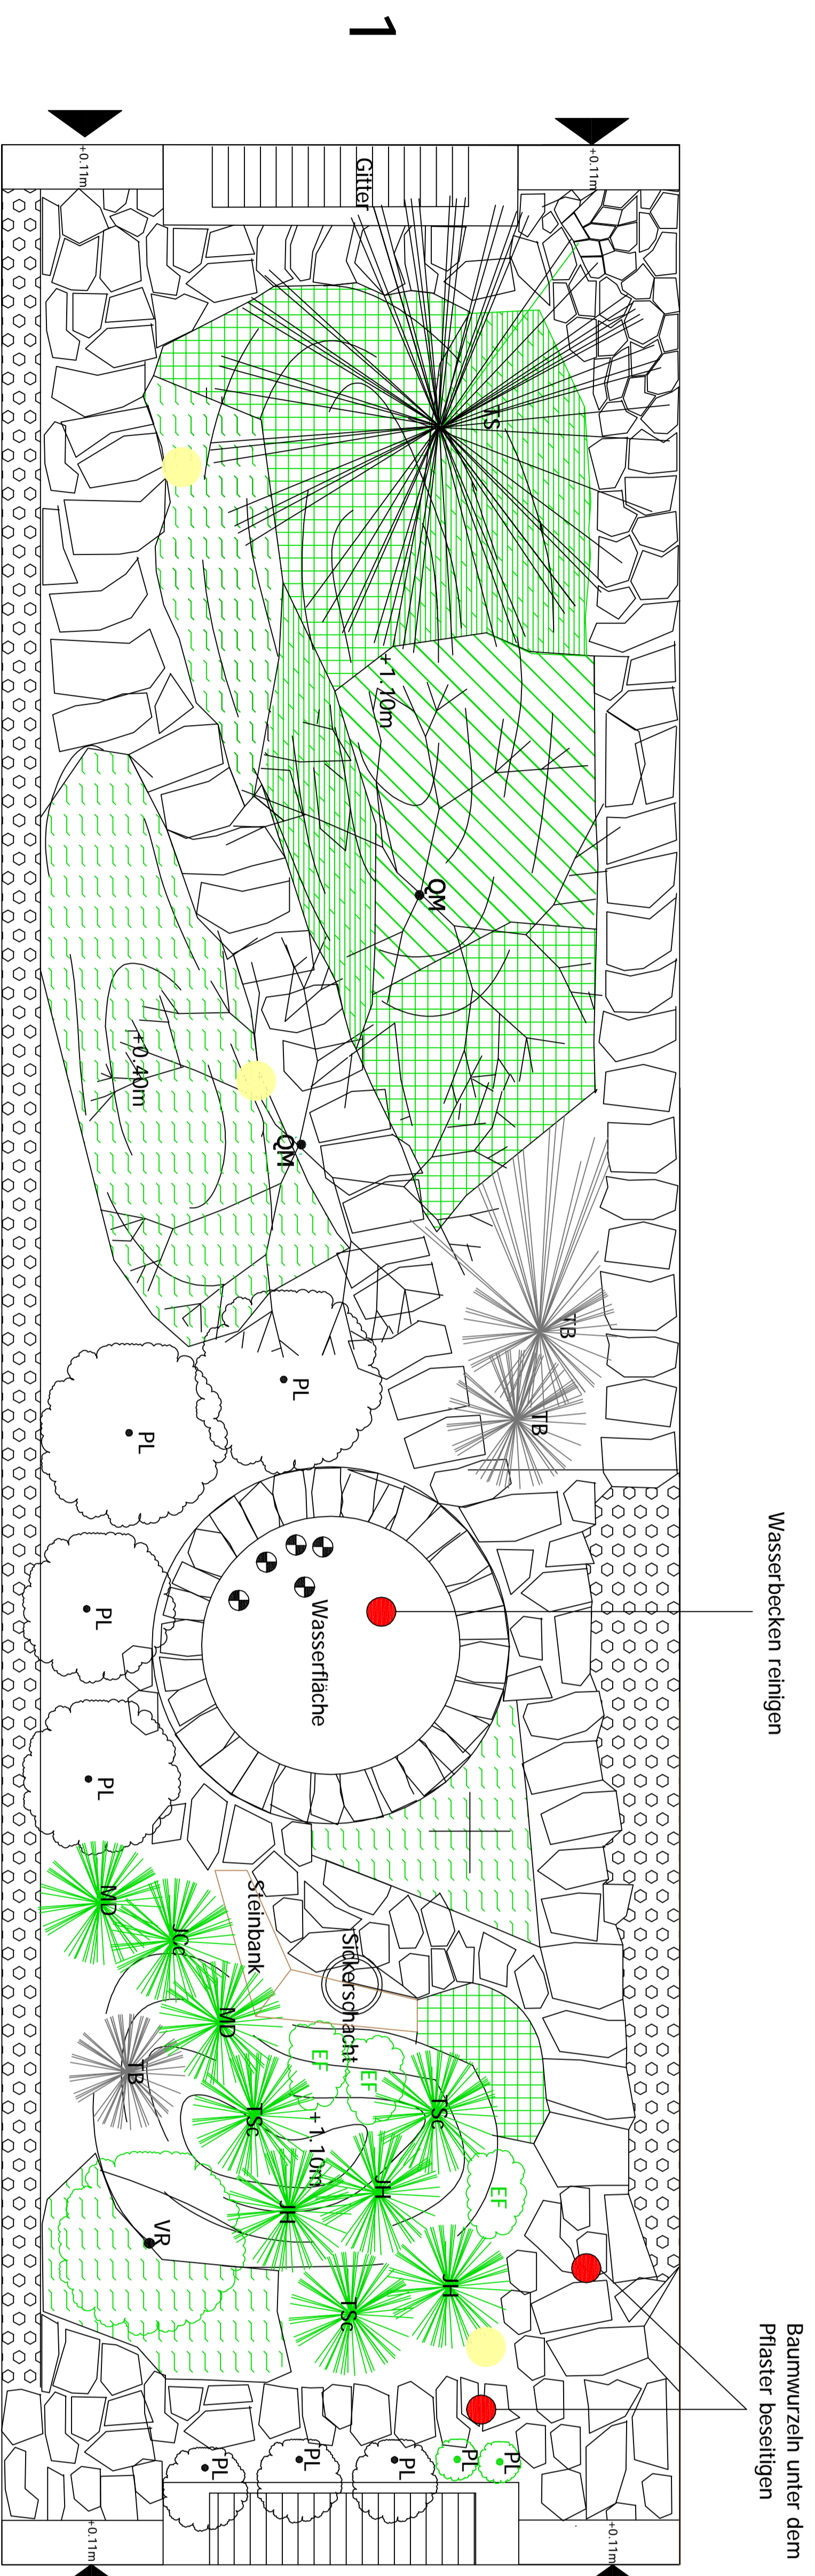 1
+0.11m
+0.11m
Gitter
TS
+1.10m
QM
+0.40m
QM
TB
TB
PL
PL
PL
PL
Wasserfläche
Wasserbecken reinigen
MD
JCc
Steinbank
Sickerschacht
MD
TB
EF
EF
TSc
TSc
+1.10m
JH
JH
EF
VR
JH
TSc
Baumwurzeln unter dem
Pflaster beseitigen
PL
PL
PL
PL
PL
+0.11m
+0.11m